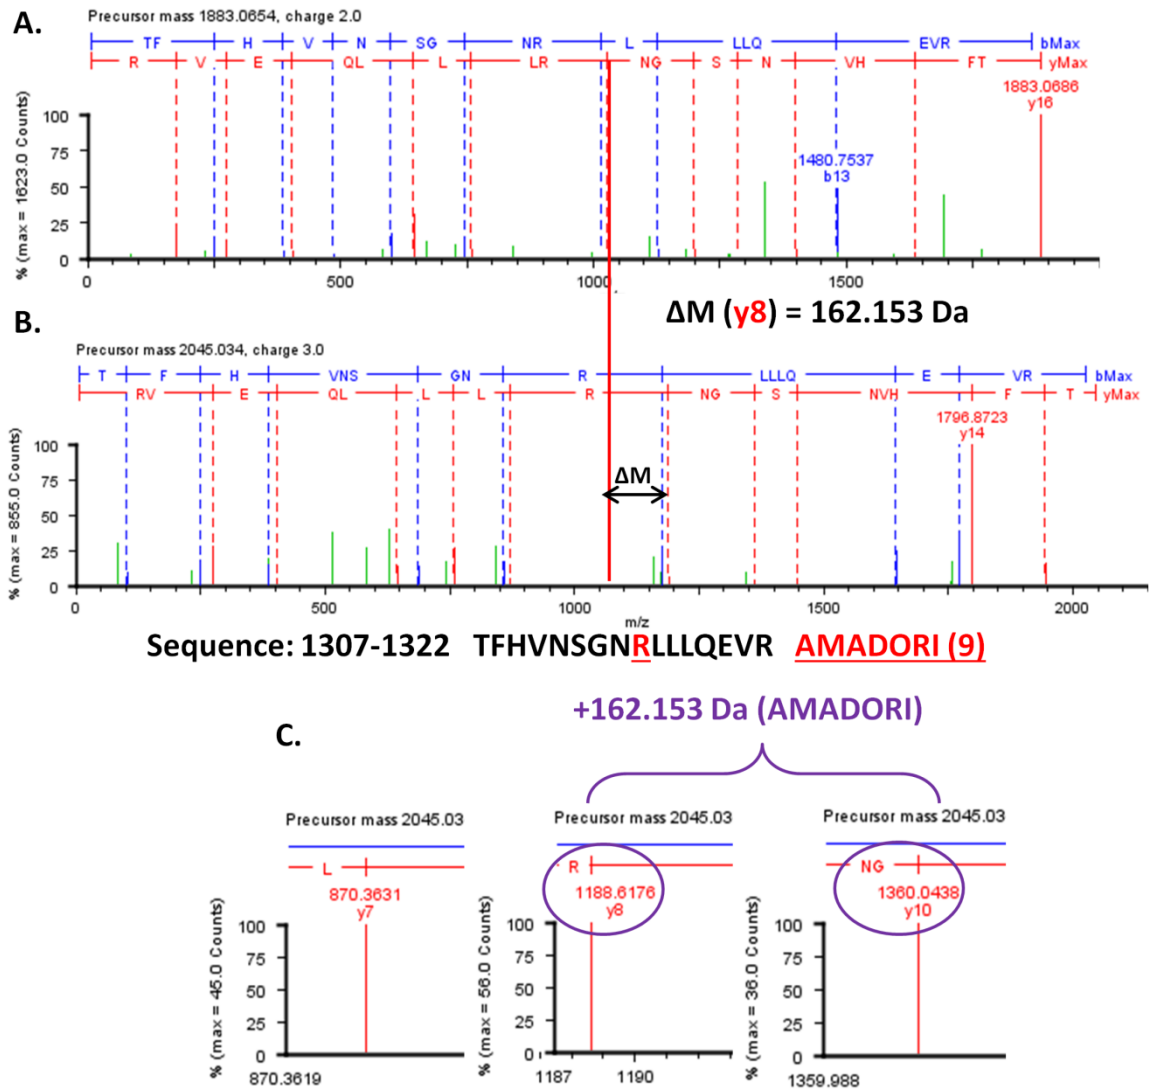 A.
Precursor mass 1883.0654, charge 2.0
TF H V N SG NR L LLQ EVR bMax
R V E QL L LR NG S N VH FT yMax
1883.0686
y16
1480.7537
b13
% (max = 1623.0 Counts)
100
75
50
25
0
0 500 1000 1500
ΔM (y8) = 162.153 Da
B.
Precursor mass 2045.034, charge 3.0
T F H VNS GN R LLLQ E VR bMax
RV E QL L L R NG S NVH F T yMax
1796.8723
y14
ΔM
% (max = 855.0 Counts)
100
75
50
25
0
0 500 1000 1500 2000
m/z
Sequence: 1307-1322 TFHVNSGNRLLLQEVR AMADORI (9)
+162.153 Da (AMADORI)
C.
Precursor mass 2045.03
L
870.3631
y7
% (max = 45.0 Counts)
100
75
50
25
0
870.3619
Precursor mass 2045.03
R
1188.6176
y8
% (max = 56.0 Counts)
100
75
50
25
0
1187 1190
Precursor mass 2045.03
NG
1360.0438
y10
% (max = 36.0 Counts)
100
75
50
25
0
1359.988